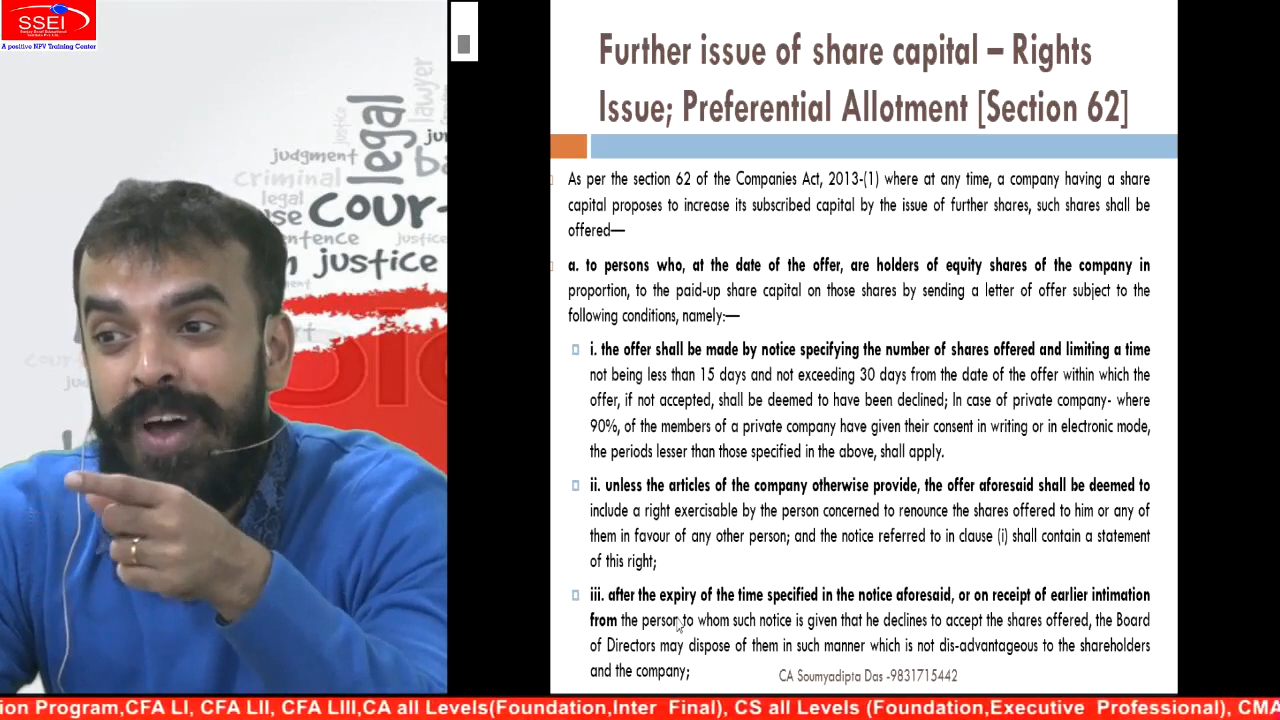 SSEI
A positive NPV Training Center
legal
lawyer
justice
judgment
criminal
legal
cour-
entence
justice
justice
Further issue of share capital – Rights
Issue; Preferential Allotment [Section 62]
As per the section 62 of the Companies Act, 2013-(1) where at any time, a company having a share
capital proposes to increase its subscribed capital by the issue of further shares, such shares shall be
offered—
a. to persons who, at the date of the offer, are holders of equity shares of the company in
proportion, to the paid-up share capital on those shares by sending a letter of offer subject to the
following conditions, namely:—
i. the offer shall be made by notice specifying the number of shares offered and limiting a time
not being less than 15 days and not exceeding 30 days from the date of the offer within which the
offer, if not accepted, shall be deemed to have been declined; In case of private company- where
90%, of the members of a private company have given their consent in writing or in electronic mode,
the periods lesser than those specified in the above, shall apply.
ii. unless the articles of the company otherwise provide, the offer aforesaid shall be deemed to
include a right exercisable by the person concerned to renounce the shares offered to him or any of
them in favour of any other person; and the notice referred to in clause (i) shall contain a statement
of this right;
iii. after the expiry of the time specified in the notice aforesaid, or on receipt of earlier intimation
from the person to whom such notice is given that he declines to accept the shares offered, the Board
of Directors may dispose of them in such manner which is not dis-advantageous to the shareholders
and the company;
CA Soumyadipta Das -9831715442
ion Program,CFA LI, CFA LII, CFA LIII,CA all Levels(Foundation,Inter Final), CS all Levels (Foundation,Executive Professional), CMA